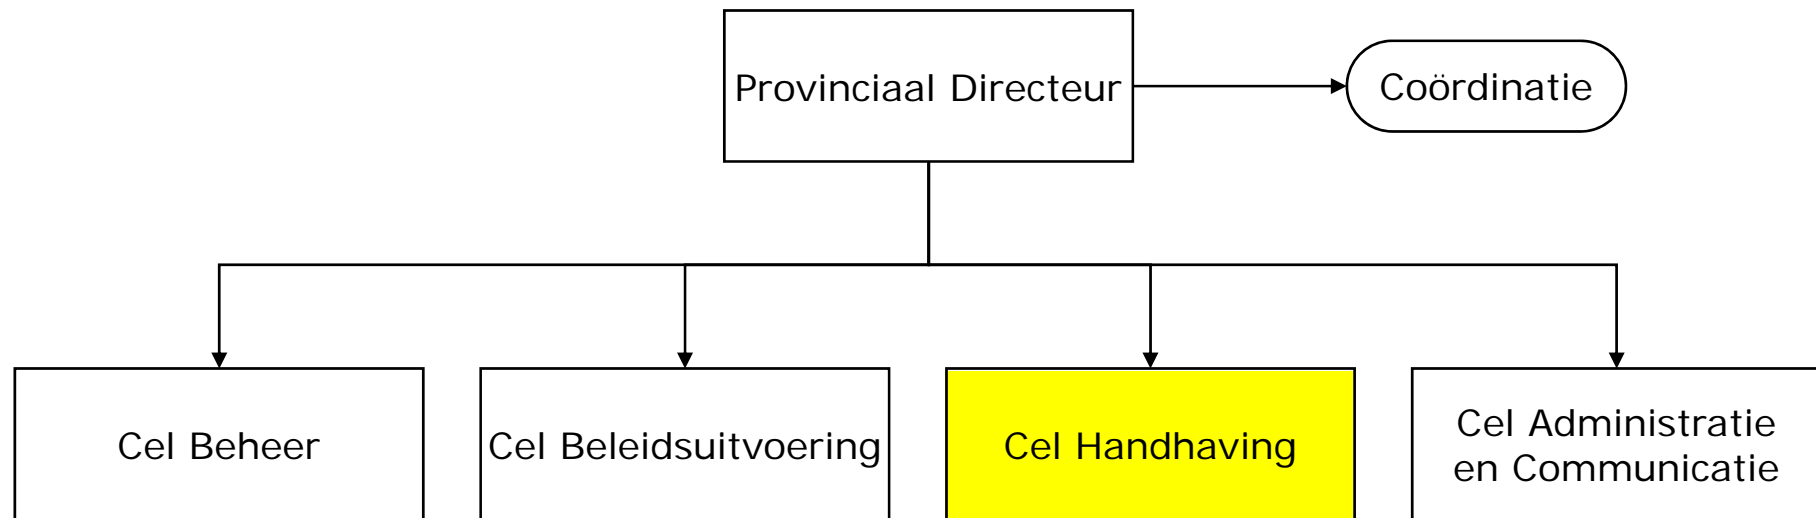 Provinciaal Directeur
Coördinatie
Cel Beheer
Cel Beleidsuitvoering
Cel Handhaving
Cel Administratie
en Communicatie